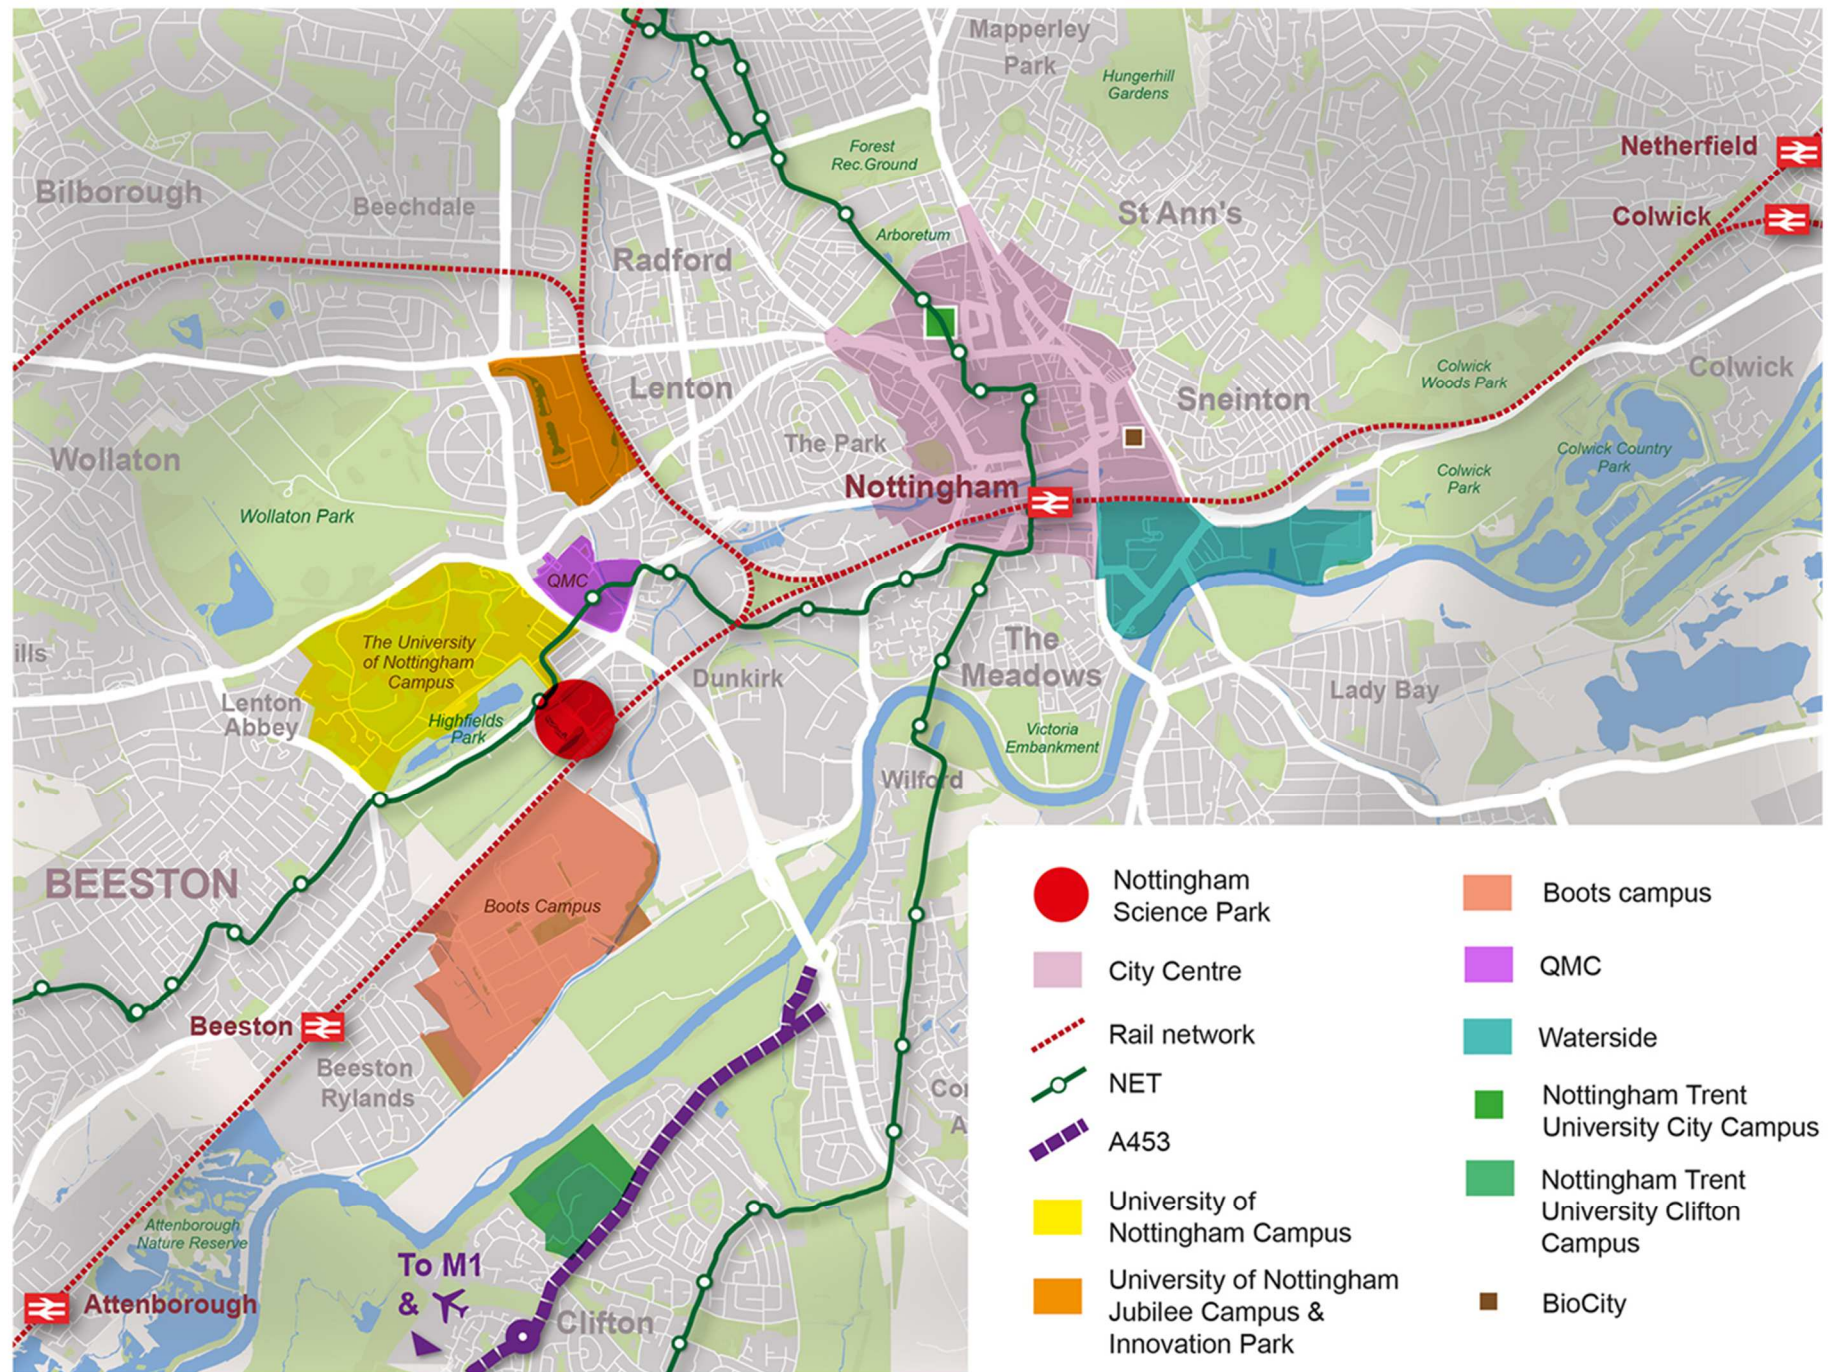 Mapperley
Park
Hungerhill
Gardens
Forest
Rec.Ground
Netherfield
Bilborough
Beechdale
St Ann's
Colwick
Arboretum
Radford
Colwick
Woods Park
Colwick
Lenton
Sneinton
The Park
Wollaton
Colwick Country
Park
Colwick
Park
Nottingham
Wollaton Park
QMC
The University
of Nottingham
Campus
ills
The
Meadows
Dunkirk
Lady Bay
Lenton
Abbey
Highfields
Park
Victoria
Embankment
Wilford
BEESTON
Boots Campus
Beeston
Beeston
Rylands
Co
A
Attenborough
Nature Reserve
To M1
&
Attenborough
Clifton
Nottingham
Science Park
City Centre
Rail network
NET
A453
University of
Nottingham Campus
University of Nottingham
Jubilee Campus &
Innovation Park
Boots campus
QMC
Waterside
Nottingham Trent
University City Campus
Nottingham Trent
University Clifton
Campus
BioCity